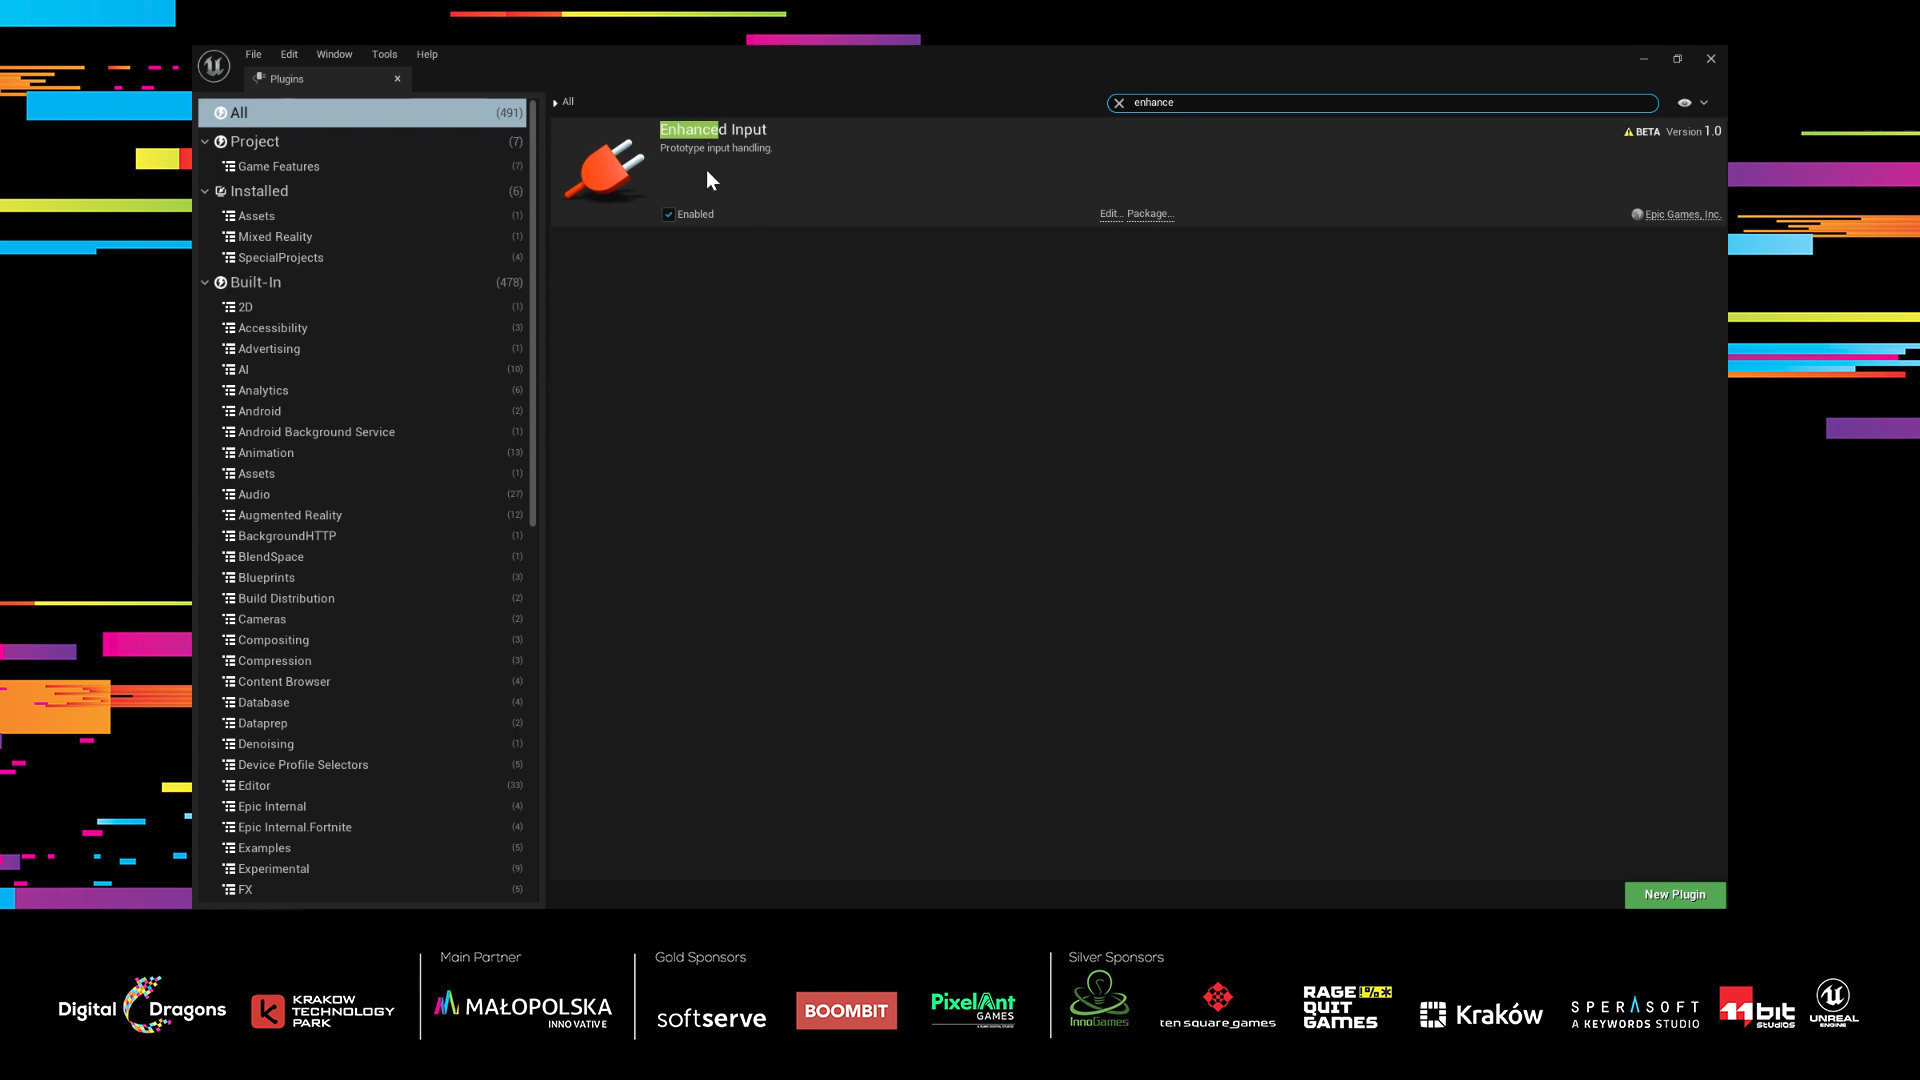 File Edit Window Tools Help
Plugins
All (491)
Project (7)
Game Features (7)
Installed (6)
Assets (1)
Mixed Reality (1)
SpecialProjects (4)
Built-In (478)
2D (1)
Accessibility (3)
Advertising (1)
AI (10)
Analytics (6)
Android (2)
Android Background Service (1)
Animation (13)
Assets (1)
Audio (27)
Augmented Reality (12)
BackgroundHTTP (1)
BlendSpace (1)
Blueprints (3)
Build Distribution (2)
Cameras (2)
Compositing (3)
Compression (3)
Content Browser (4)
Database (4)
Dataprep (2)
Denoising (1)
Device Profile Selectors (5)
Editor (33)
Epic Internal (4)
Epic Internal.Fortnite (4)
Examples (5)
Experimental (9)
FX (5)
All
enhance
Enhanced Input
BETA Version 1.0
Prototype input handling.
Enabled
Edit... Package...
Epic Games, Inc.
New Plugin
Digital Dragons
KRAKOW
TECHNOLOGY
PARK
Main Partner
MAŁOPOLSKA
INNOVATIVE
Gold Sponsors
softserve
BOOMBIT
PixelAnt
GAMES
Silver Sponsors
InnoGames
ten square games
RAGE !%*
QUIT
GAMES
Kraków
SPERASOFT
A KEYWORDS STUDIO
11bit
studios
UNREAL
ENGINE